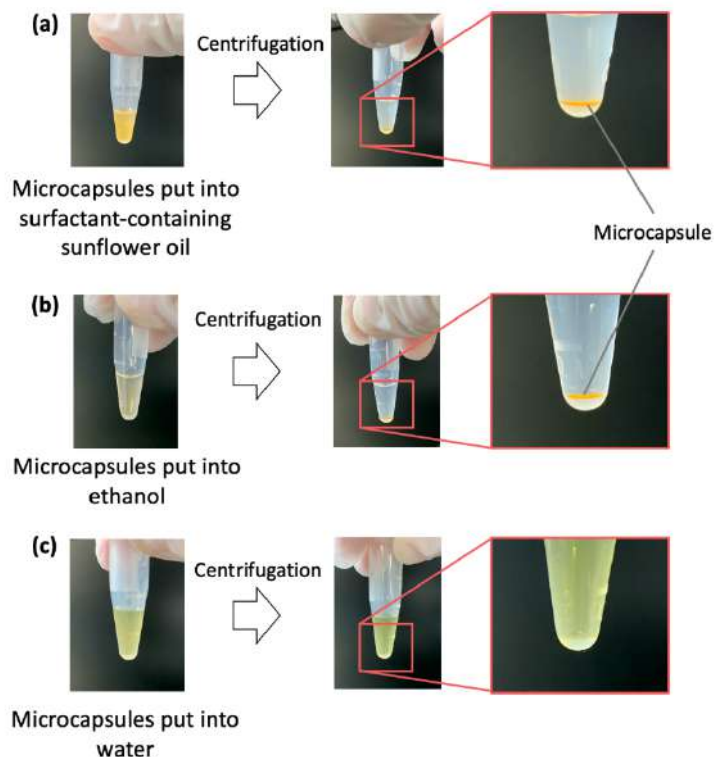 (a)
Centrifugation
Microcapsules put into
surfactant-containing
sunflower oil
Microcapsule
(b)
Centrifugation
Microcapsules put into
ethanol
(c)
Centrifugation
Microcapsules put into
water